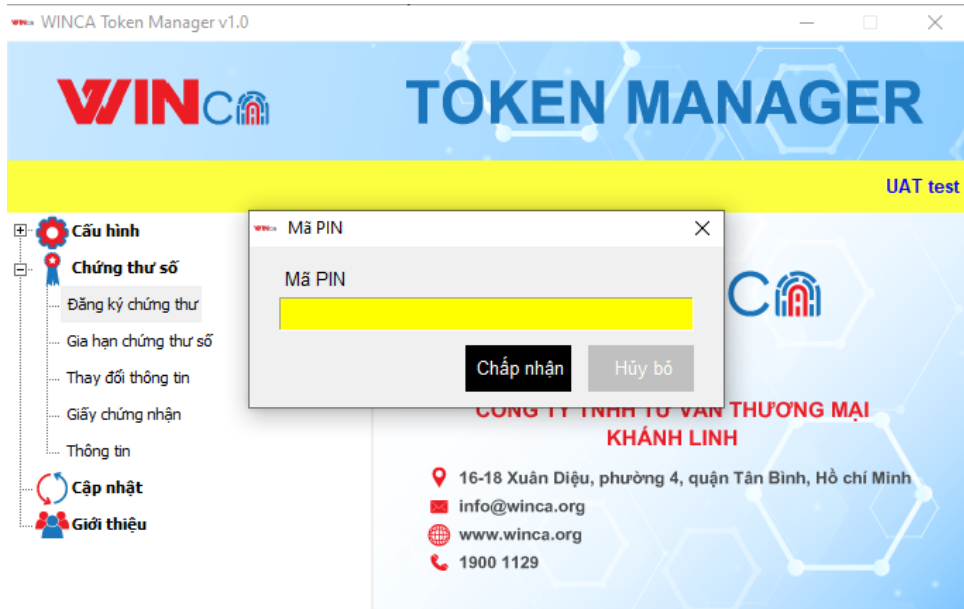 WINCA Token Manager v1.0
WINCA
TOKEN MANAGER
UAT test
Cấu hình
Chứng thư số
Đăng ký chứng thư
Gia hạn chứng thư số
Thay đổi thông tin
Giấy chứng nhận
Thông tin
Cập nhật
Giới thiệu
Mã PIN
Mã PIN
Chấp nhận
Hủy bỏ
CÔNG TY TNHH TƯ VẤN THƯƠNG MẠI
KHÁNH LINH
16-18 Xuân Diệu, phường 4, quận Tân Bình, Hồ chí Minh
info@winca.org
www.winca.org
1900 1129